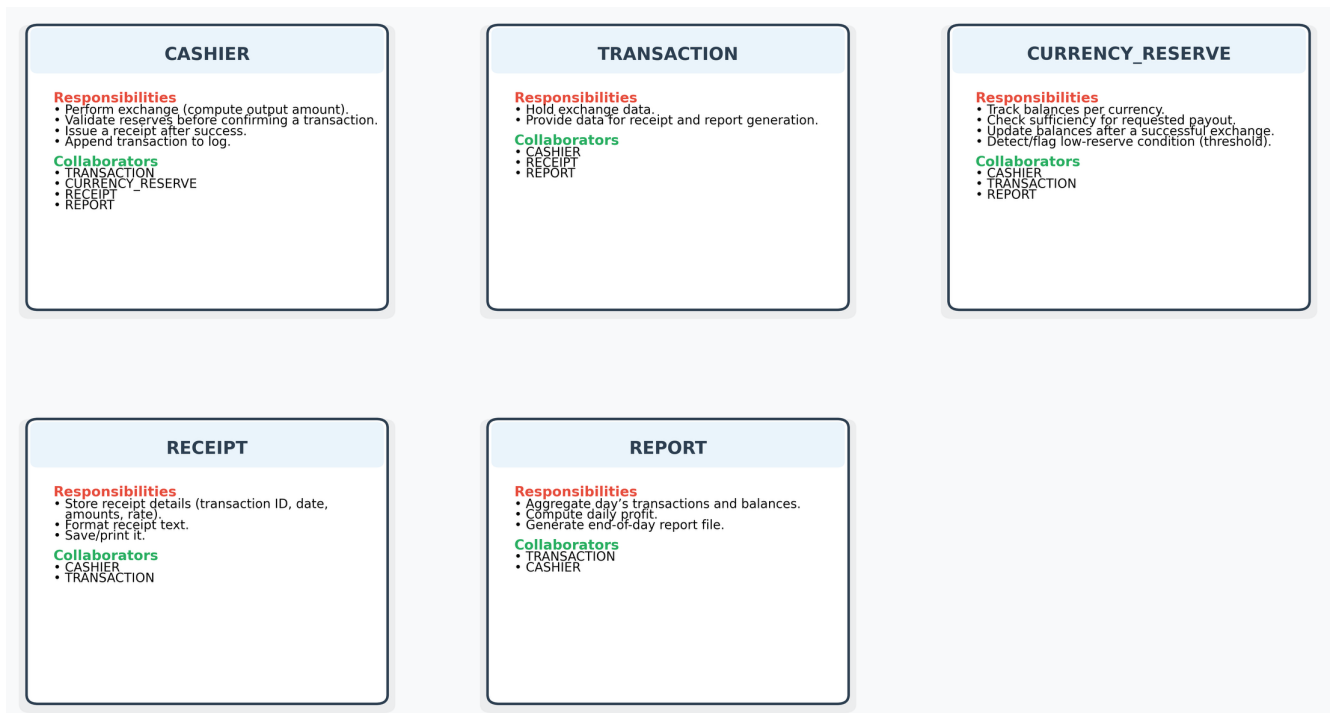 CASHIER
Responsibilities
• Perform exchange (compute output amount).
• Validate reserves before confirming a transaction.
• Issue a receipt after success.
• Append transaction to log.
Collaborators
• TRANSACTION
• CURRENCY_RESERVE
• RECEIPT
• REPORT
TRANSACTION
Responsibilities
• Hold exchange data.
• Provide data for receipt and report generation.
Collaborators
• CASHIER
• RECEIPT
• REPORT
CURRENCY_RESERVE
Responsibilities
• Track balances per currency.
• Check sufficiency for requested payout.
• Update balances after a successful exchange.
• Detect/flag low-reserve condition (threshold).
Collaborators
• CASHIER
• TRANSACTION
• REPORT
RECEIPT
Responsibilities
• Store receipt details (transaction ID, date,
amounts, rate).
• Format receipt text.
• Save/print it.
Collaborators
• CASHIER
• TRANSACTION
REPORT
Responsibilities
• Aggregate day’s transactions and balances.
• Compute daily profit.
• Generate end-of-day report file.
Collaborators
• TRANSACTION
• CASHIER